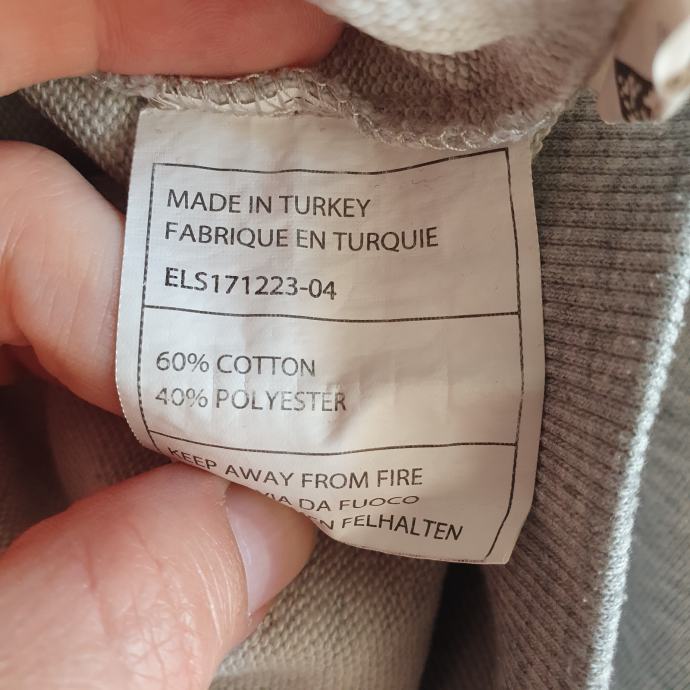 MADE IN TURKEY
FABRIQUE EN TURQUIE
ELS171223-04
60% COTTON
40% POLYESTER
KEEP AWAY FROM FIRE
DA FUOCO
FELHALTEN